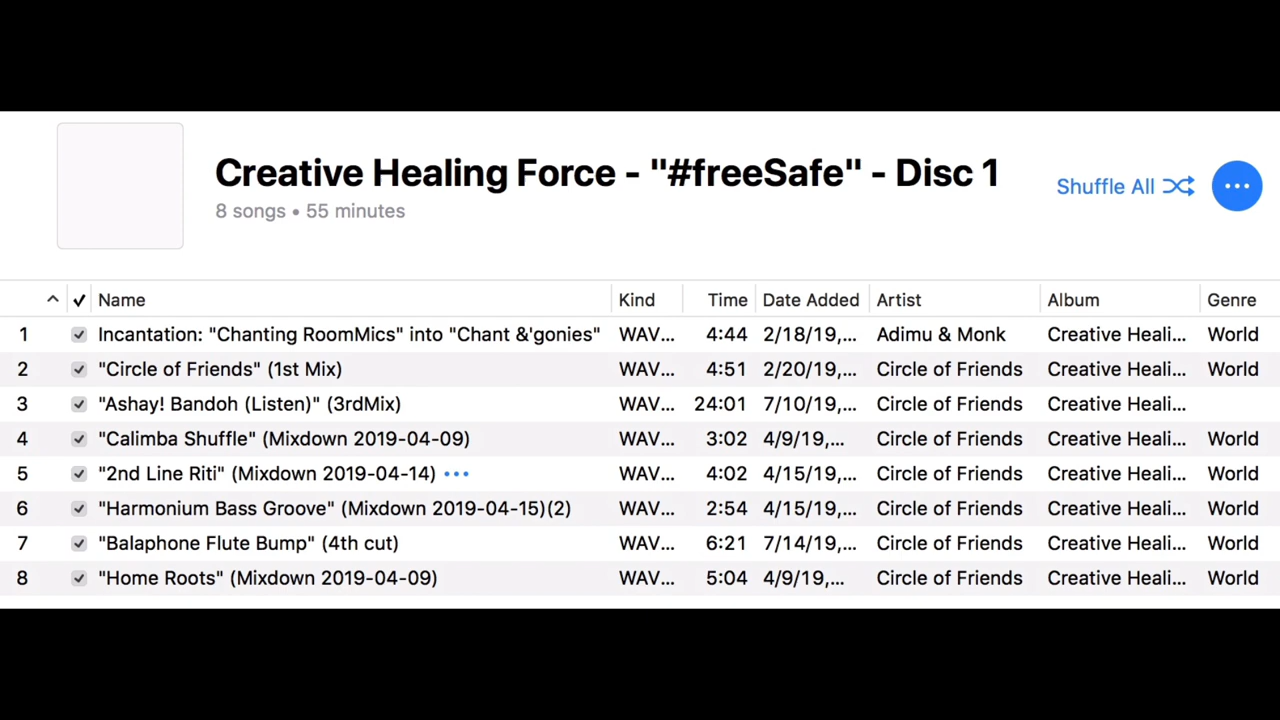 Creative Healing Force - "#freeSafe" - Disc 1
8 songs • 55 minutes
Shuffle All
Name Kind Time Date Added Artist Album Genre
1 Incantation: "Chanting RoomMics" into "Chant &'gonies" WAV... 4:44 2/18/19,... Adimu & Monk Creative Heali... World
2 "Circle of Friends" (1st Mix) WAV... 4:51 2/20/19,... Circle of Friends Creative Heali... World
3 "Ashay! Bandoh (Listen)" (3rdMix) WAV... 24:01 7/10/19,... Circle of Friends Creative Heali...
4 "Calimba Shuffle" (Mixdown 2019-04-09) WAV... 3:02 4/9/19,... Circle of Friends Creative Heali... World
5 "2nd Line Riti" (Mixdown 2019-04-14) ••• WAV... 4:02 4/15/19,... Circle of Friends Creative Heali... World
6 "Harmonium Bass Groove" (Mixdown 2019-04-15)(2) WAV... 2:54 4/15/19,... Circle of Friends Creative Heali... World
7 "Balaphone Flute Bump" (4th cut) WAV... 6:21 7/14/19,... Circle of Friends Creative Heali... World
8 "Home Roots" (Mixdown 2019-04-09) WAV... 5:04 4/9/19,... Circle of Friends Creative Heali... World